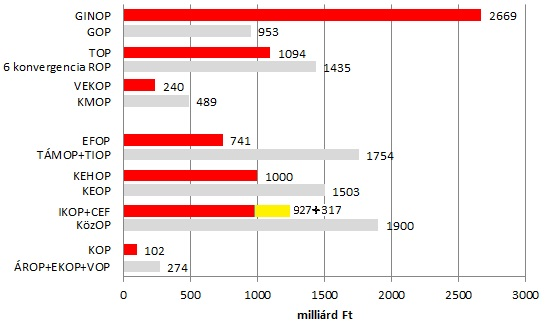 GINOP 2669
GOP 953
TOP 1094
6 konvergencia ROP 1435
VEKOP 240
KMOP 489
EFOP 741
TÁMOP+TIOP 1754
KEHOP 1000
KEOP 1503
IKOP+CEF 927+317
KözOP 1900
KOP 102
ÁROP+EKOP+VOP 274
0 500 1000 1500 2000 2500 3000
milliárd Ft